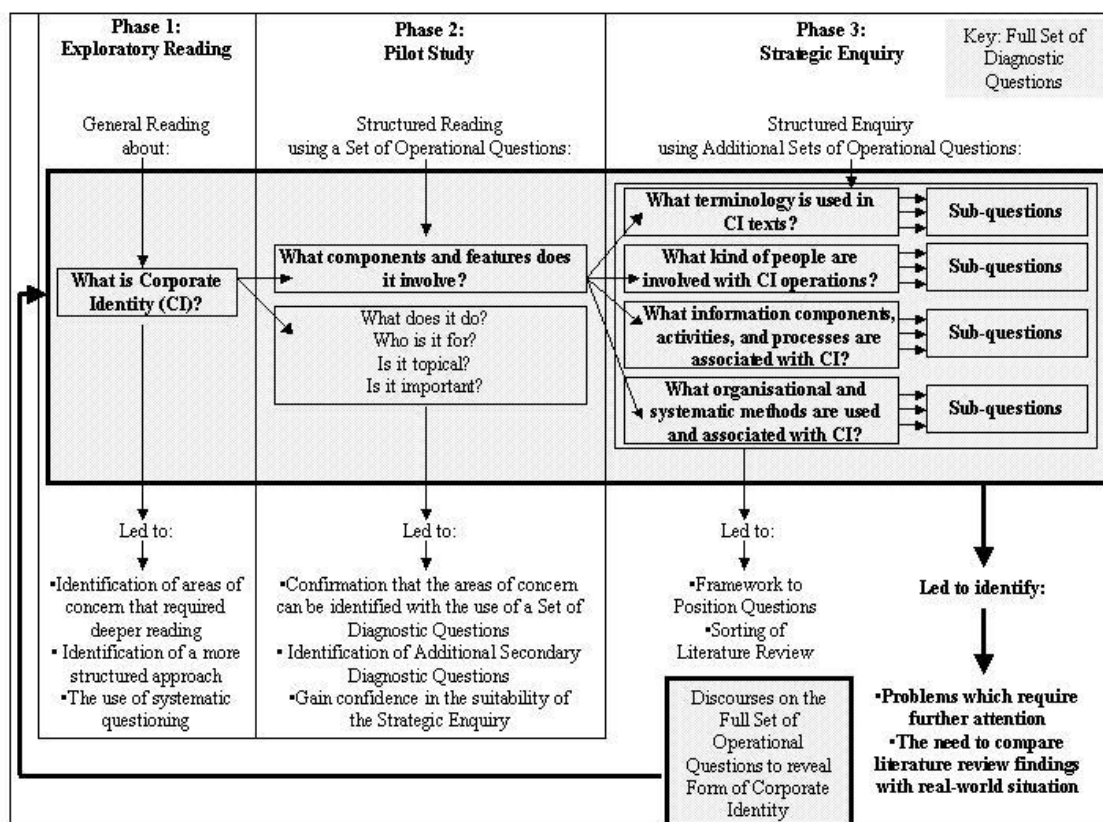 Phase 1:
Exploratory Reading
Phase 2:
Pilot Study
Phase 3:
Strategic Enquiry
Key: Full Set of
Diagnostic
Questions
General Reading
about:
Structured Reading
using a Set of Operational Questions:
Structured Enquiry
using Additional Sets of Operational Questions:
What is Corporate
Identity (CI)?
What components and features does
it involve?
What does it do?
Who is it for?
Is it topical?
Is it important?
What terminology is used in
CI texts?
Sub-questions
What kind of people are
involved with CI operations?
Sub-questions
What information components,
activities, and processes are
associated with CI?
Sub-questions
What organisational and
systematic methods are used
and associated with CI?
Sub-questions
Led to:
▪Identification of areas of
concern that required
deeper reading
▪ Identification of a more
structured approach
▪The use of systematic
questioning
Led to:
▪Confirmation that the areas of concern
can be identified with the use of a Set of
Diagnostic Questions
▪ Identification of Additional Secondary
Diagnostic Questions
▪Gain confidence in the suitability of
the Strategic Enquiry
Led to:
▪Framework to
Position Questions
▪Sorting of
Literature Review
Discourses on the
Full Set of
Operational
Questions to reveal
Form of Corporate
Identity
Led to identify:
▪Problems which require
further attention
▪The need to compare
literature review findings
with real-world situation